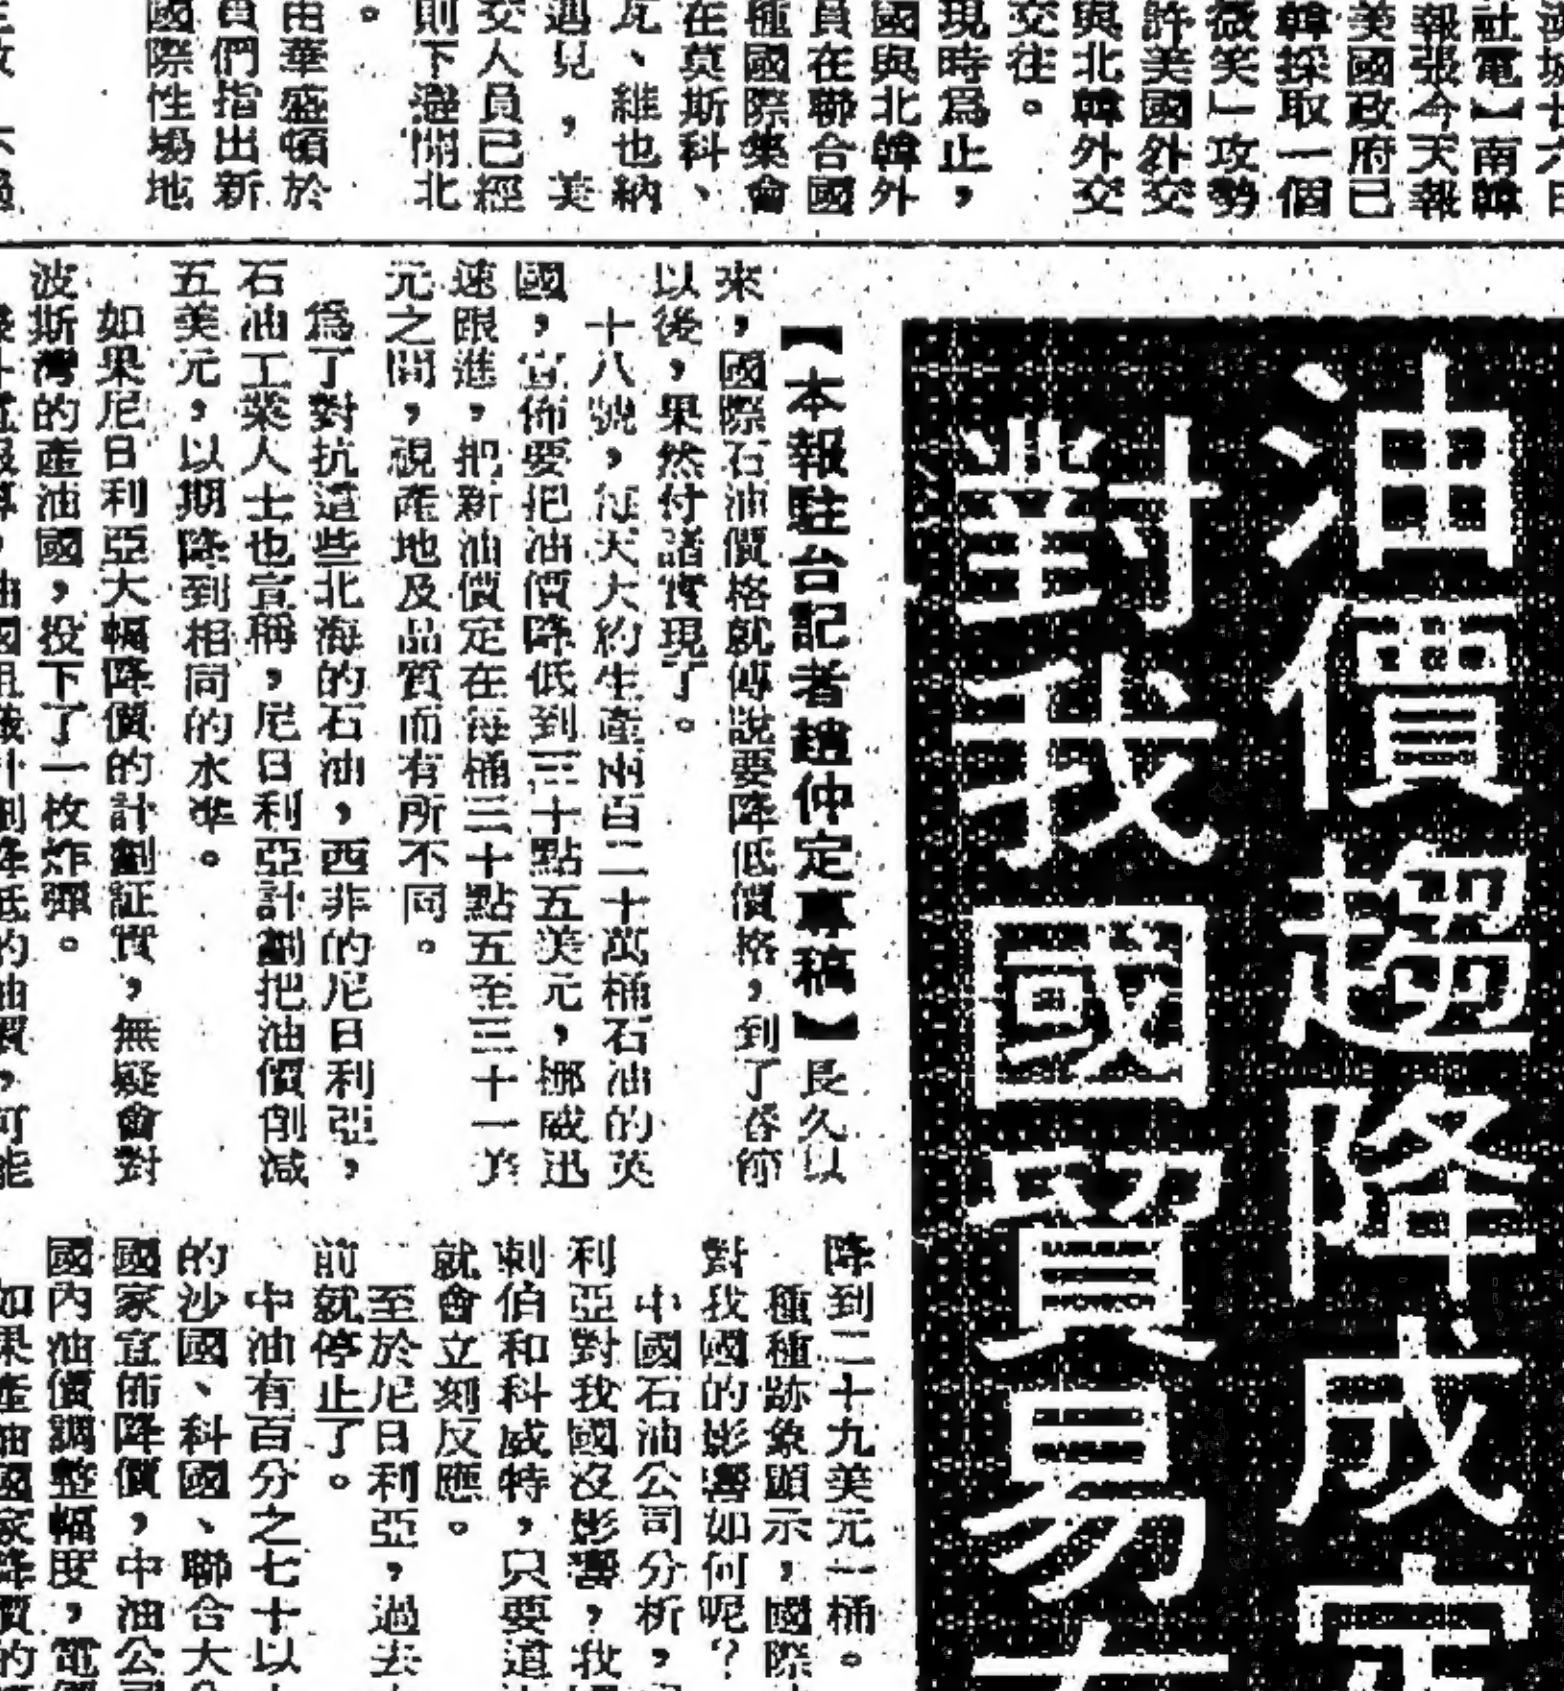 社電】南韓
報張今天報
美國政府已
韓採取一個
微笑」攻勢
許美國外交
與北韓外交
交往。
現時為止，
國與北韓外
員在聯合國
種國際集會
在莫斯科、
瓦、維也納
遇見，美
交人員已經
則下避開北
。
由華盛頓於
員們指出新
國際性場地
油價趨降成定
對我國貿易
【本報駐台記者趙仲定專稿】長久以
來，國際石油價格就傳說要降低價格，到了春節
以後，果然付諸實現了。
十八號，每天大約生產兩百二十萬桶石油的英
國，宣佈要把油價降低到三十點五美元，挪威迅
速跟進，把新油價定在每桶三十點五至三十一美
元之間，視產地及品質而有所不同。
為了對抗這些北海的石油，西非的尼日利亞，
石油工業人士也宣稱，尼日利亞計劃把油價削減
五美元，以期降到相同的水準。
如果尼日利亞大幅降價的計劃証實，無疑會對
波斯灣的產油國，投下了一枚炸彈。
降到二十九美元一桶。
種種跡象顯示，國際
對我國的影響如何呢？
中國石油公司分析，
利亞對我國沒影響，我
刺伯和科威特，只要這
就會立刻反應。
至於尼日利亞，過去
前就停止了。
中油有百分之七十以
的沙國、科國、聯合大
國家宣佈降價，中油公司
國內油價調整幅度，電
如果產油國家降價的